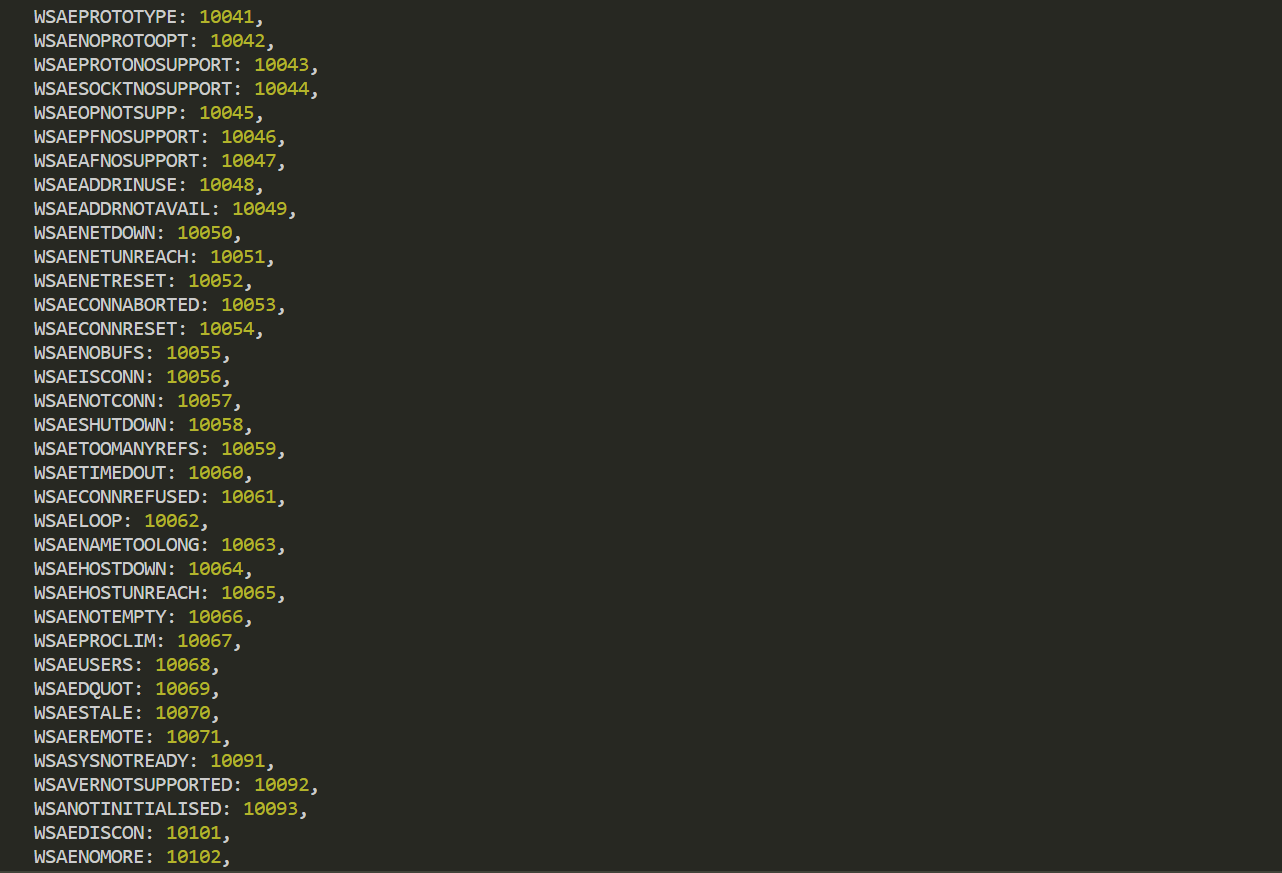 WSAEPROTOTYPE: 10041,
WSAENOPROTOOPT: 10042,
WSAEPROTONOSUPPORT: 10043,
WSAESOCKTNOSUPPORT: 10044,
WSAEOPNOTSUPP: 10045,
WSAEPFNOSUPPORT: 10046,
WSAEAFNOSUPPORT: 10047,
WSAEADDRINUSE: 10048,
WSAEADDRNOTAVAIL: 10049,
WSAENETDOWN: 10050,
WSAENETUNREACH: 10051,
WSAENETRESET: 10052,
WSAECONNABORTED: 10053,
WSAECONNRESET: 10054,
WSAENOBUFS: 10055,
WSAEISCONN: 10056,
WSAENOTCONN: 10057,
WSAESHUTDOWN: 10058,
WSAETOOMANYREFS: 10059,
WSAETIMEDOUT: 10060,
WSAECONNREFUSED: 10061,
WSAELOOP: 10062,
WSAENAMETOOLONG: 10063,
WSAEHOSTDOWN: 10064,
WSAEHOSTUNREACH: 10065,
WSAENOTEMPTY: 10066,
WSAEPROCLIM: 10067,
WSAEUSERS: 10068,
WSAEDQUOT: 10069,
WSAESTALE: 10070,
WSAEREMOTE: 10071,
WSASYSNOTREADY: 10091,
WSAVERNOTSUPPORTED: 10092,
WSANOTINITIALISED: 10093,
WSAEDISCON: 10101,
WSAENOMORE: 10102,